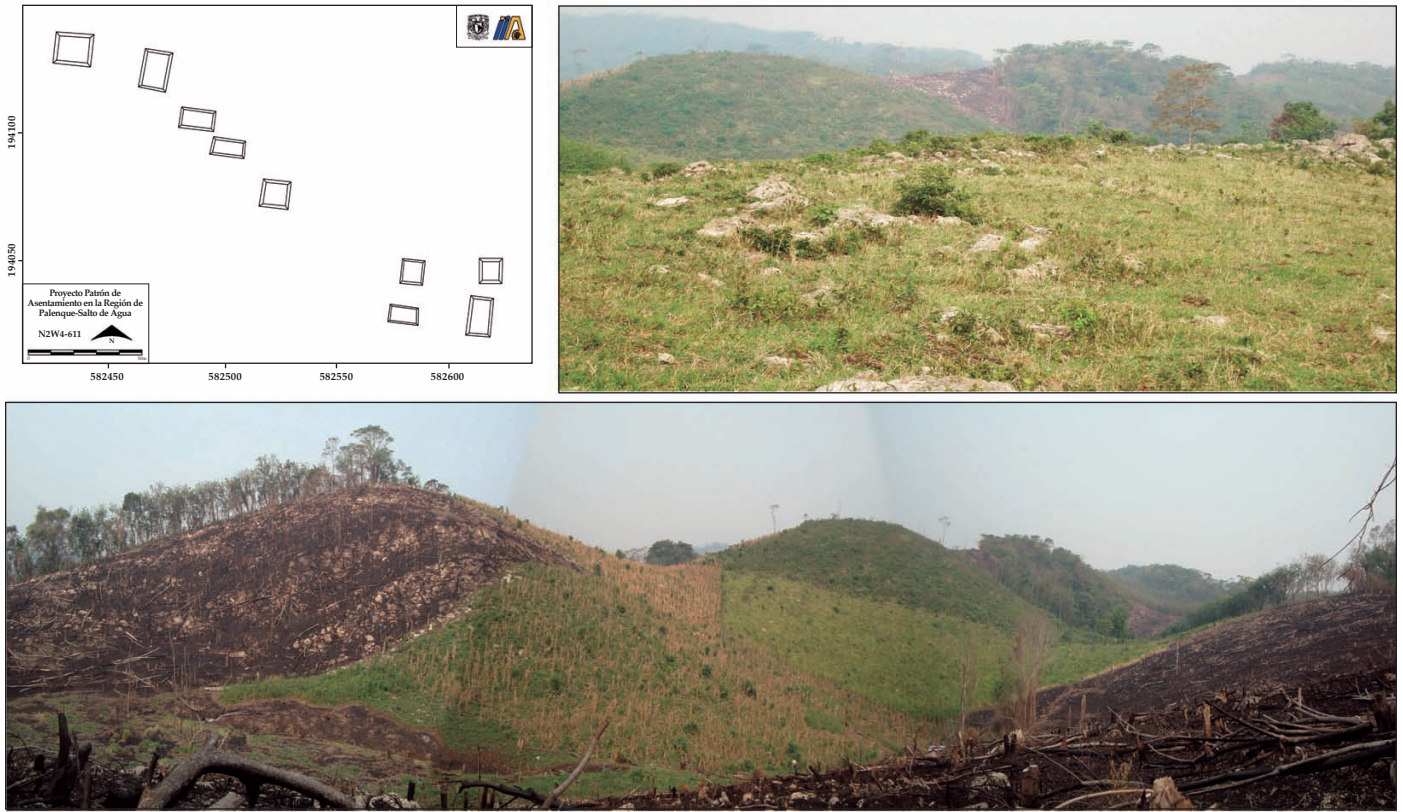 194100
194050
Proyecto Patrón de
Asentamiento en la Región de
Palenque-Salto de Agua
N2W4-611
N
0
582450
582500
582550
582600